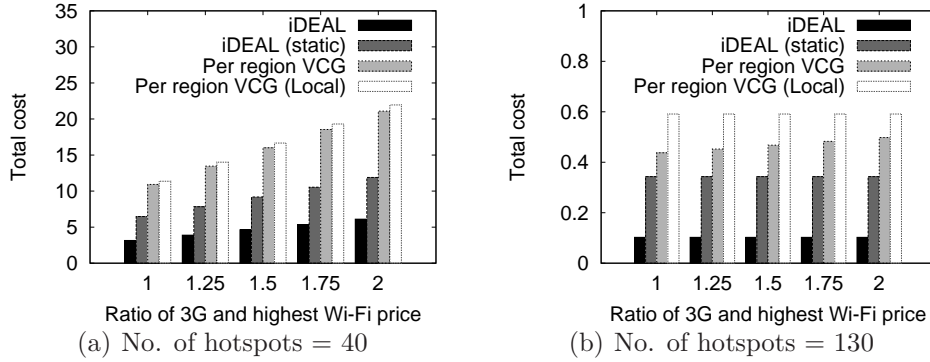 35
30
25
20
15
10
5
0
Total cost
iDEAL
iDEAL (static)
Per region VCG
Per region VCG (Local)
1 1.25 1.5 1.75 2
Ratio of 3G and highest Wi-Fi price
(a) No. of hotspots = 40
1
0.8
0.6
0.4
0.2
0
Total cost
iDEAL
iDEAL (static)
Per region VCG
Per region VCG (Local)
1 1.25 1.5 1.75 2
Ratio of 3G and highest Wi-Fi price
(b) No. of hotspots = 130